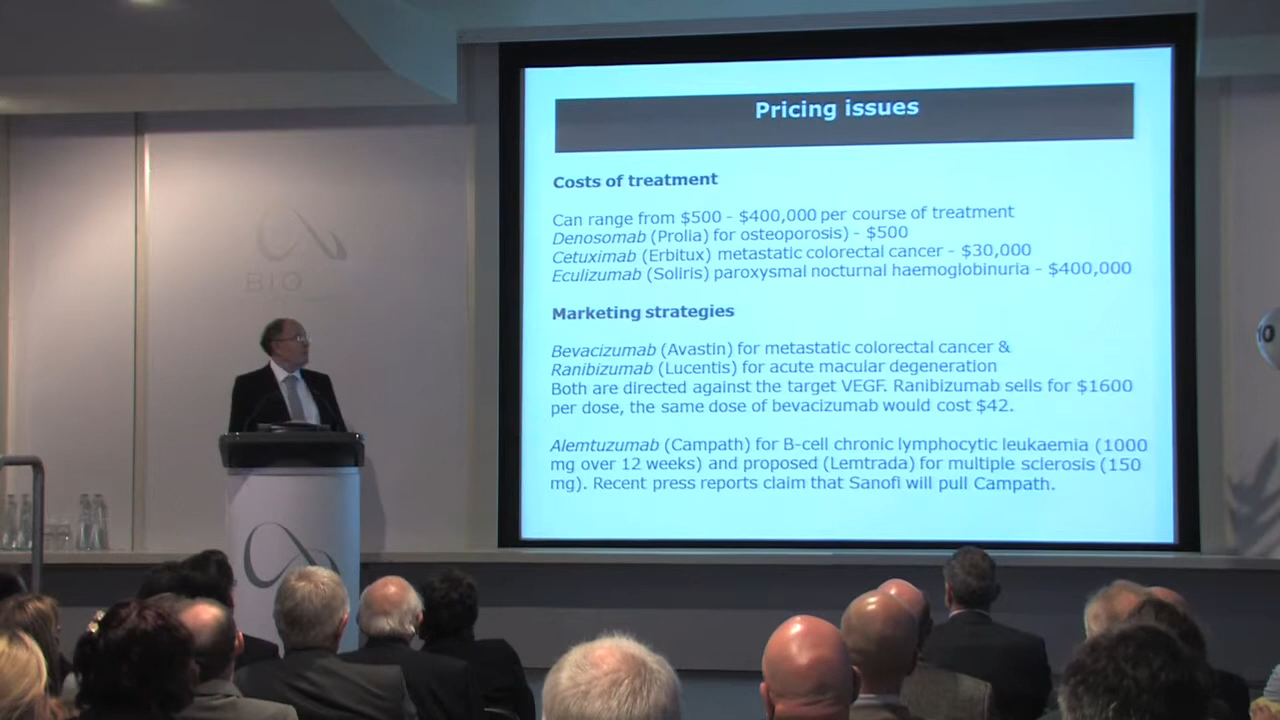 Pricing issues
Costs of treatment
Can range from $500 - $400,000 per course of treatment
Denosomab (Prolia) for osteoporosis) - $500
Cetuximab (Erbitux) metastatic colorectal cancer - $30,000
Eculizumab (Soliris) paroxysmal nocturnal haemoglobinuria - $400,000
Marketing strategies
Bevacizumab (Avastin) for metastatic colorectal cancer &
Ranibizumab (Lucentis) for acute macular degeneration
Both are directed against the target VEGF. Ranibizumab sells for $1600
per dose, the same dose of bevacizumab would cost $42.
Alemtuzumab (Campath) for B-cell chronic lymphocytic leukaemia (1000
mg over 12 weeks) and proposed (Lemtrada) for multiple sclerosis (150
mg). Recent press reports claim that Sanofi will pull Campath.
BIO
10